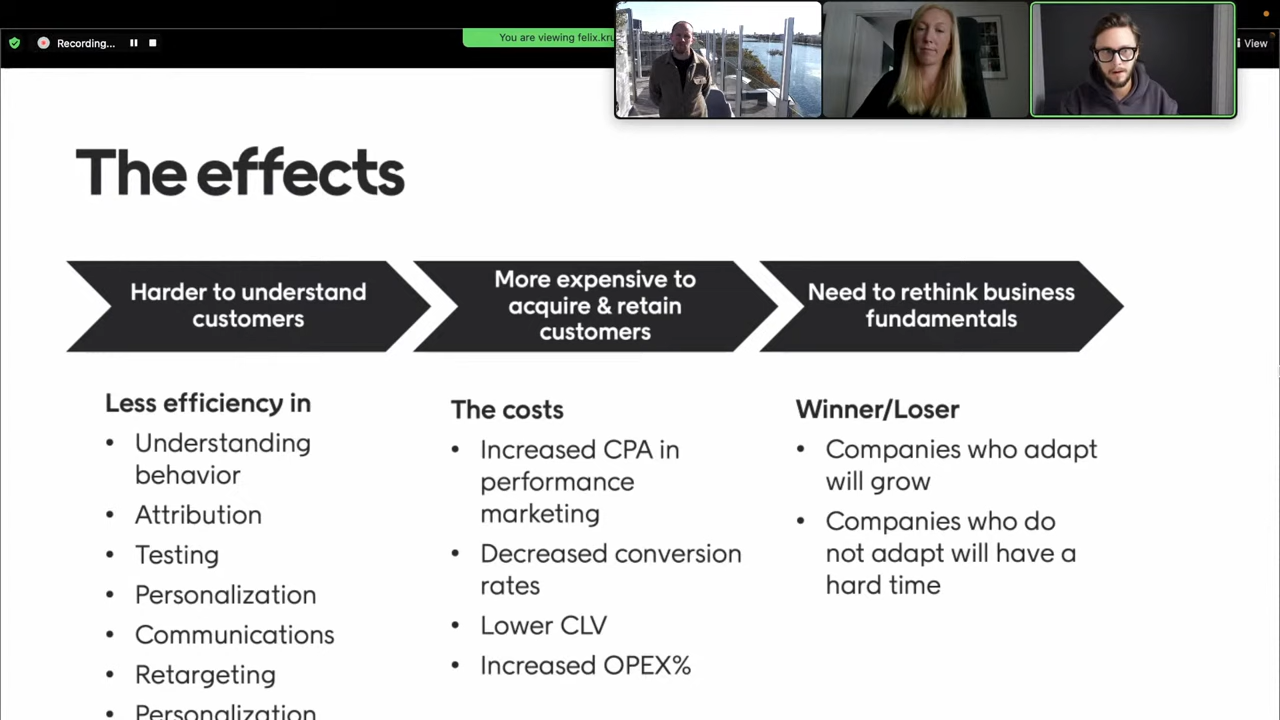 Recording...
You are viewing felix.kru
View
The effects
Harder to understand
customers
More expensive to
acquire & retain
customers
Need to rethink business
fundamentals
Less efficiency in
• Understanding
behavior
• Attribution
• Testing
• Personalization
• Communications
• Retargeting
• Personalization
The costs
• Increased CPA in
performance
marketing
• Decreased conversion
rates
• Lower CLV
• Increased OPEX%
Winner/Loser
• Companies who adapt
will grow
• Companies who do
not adapt will have a
hard time